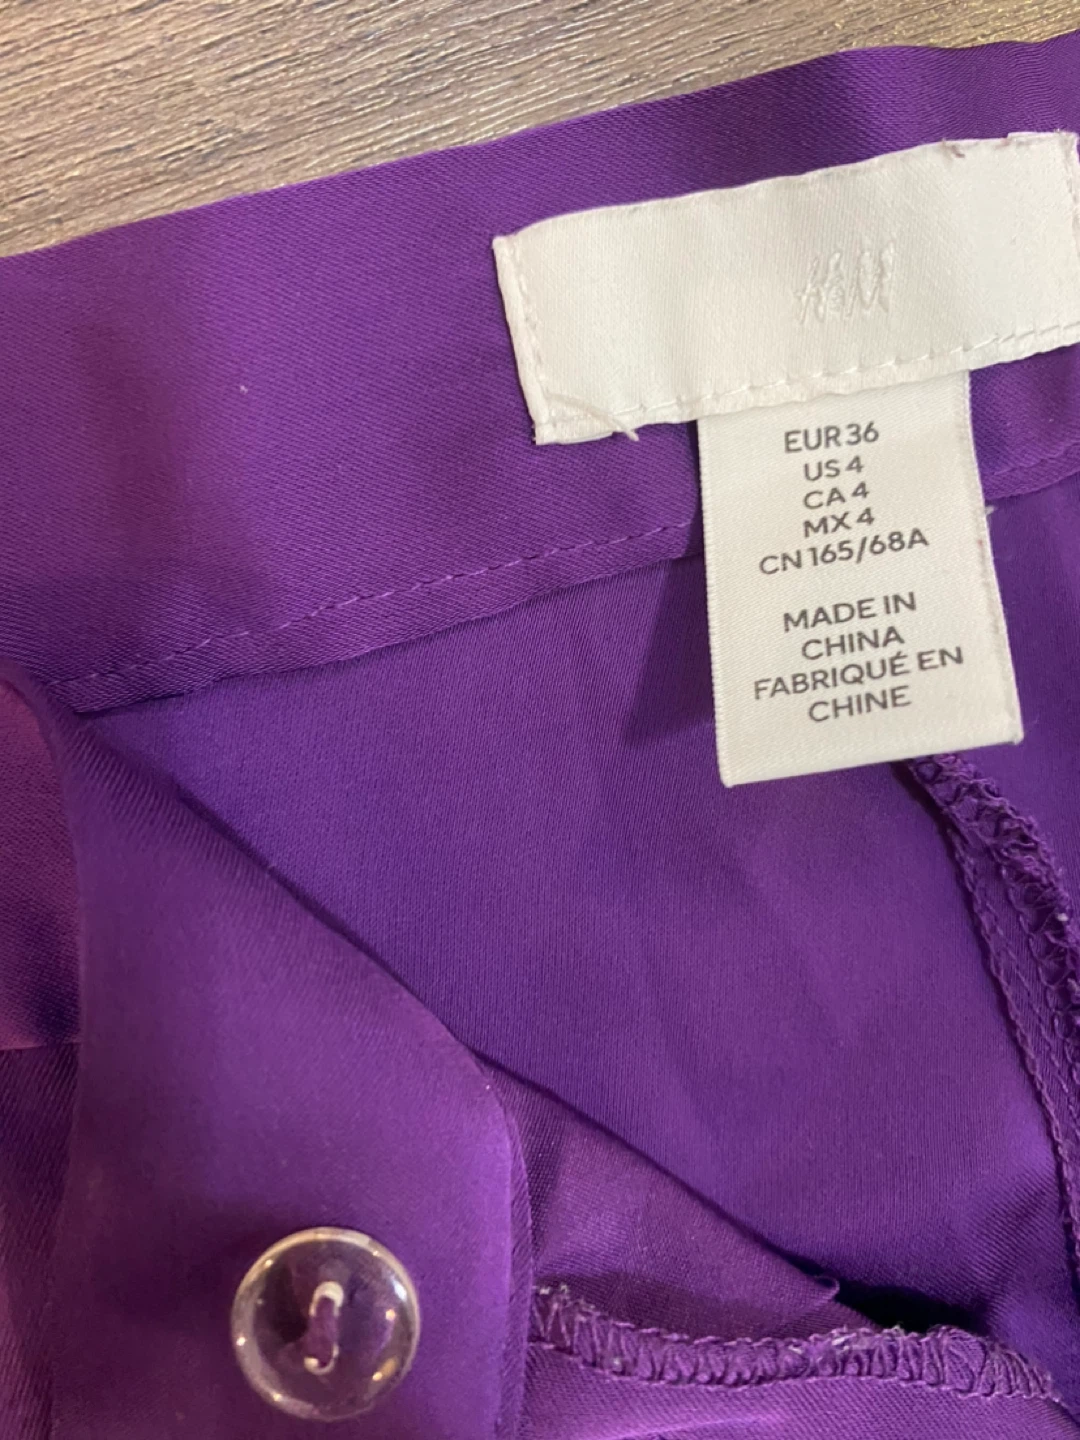 H&M
EUR 36
US 4
CA 4
MX 4
CN 165/68A
MADE IN
CHINA
FABRIQUÉ EN
CHINE